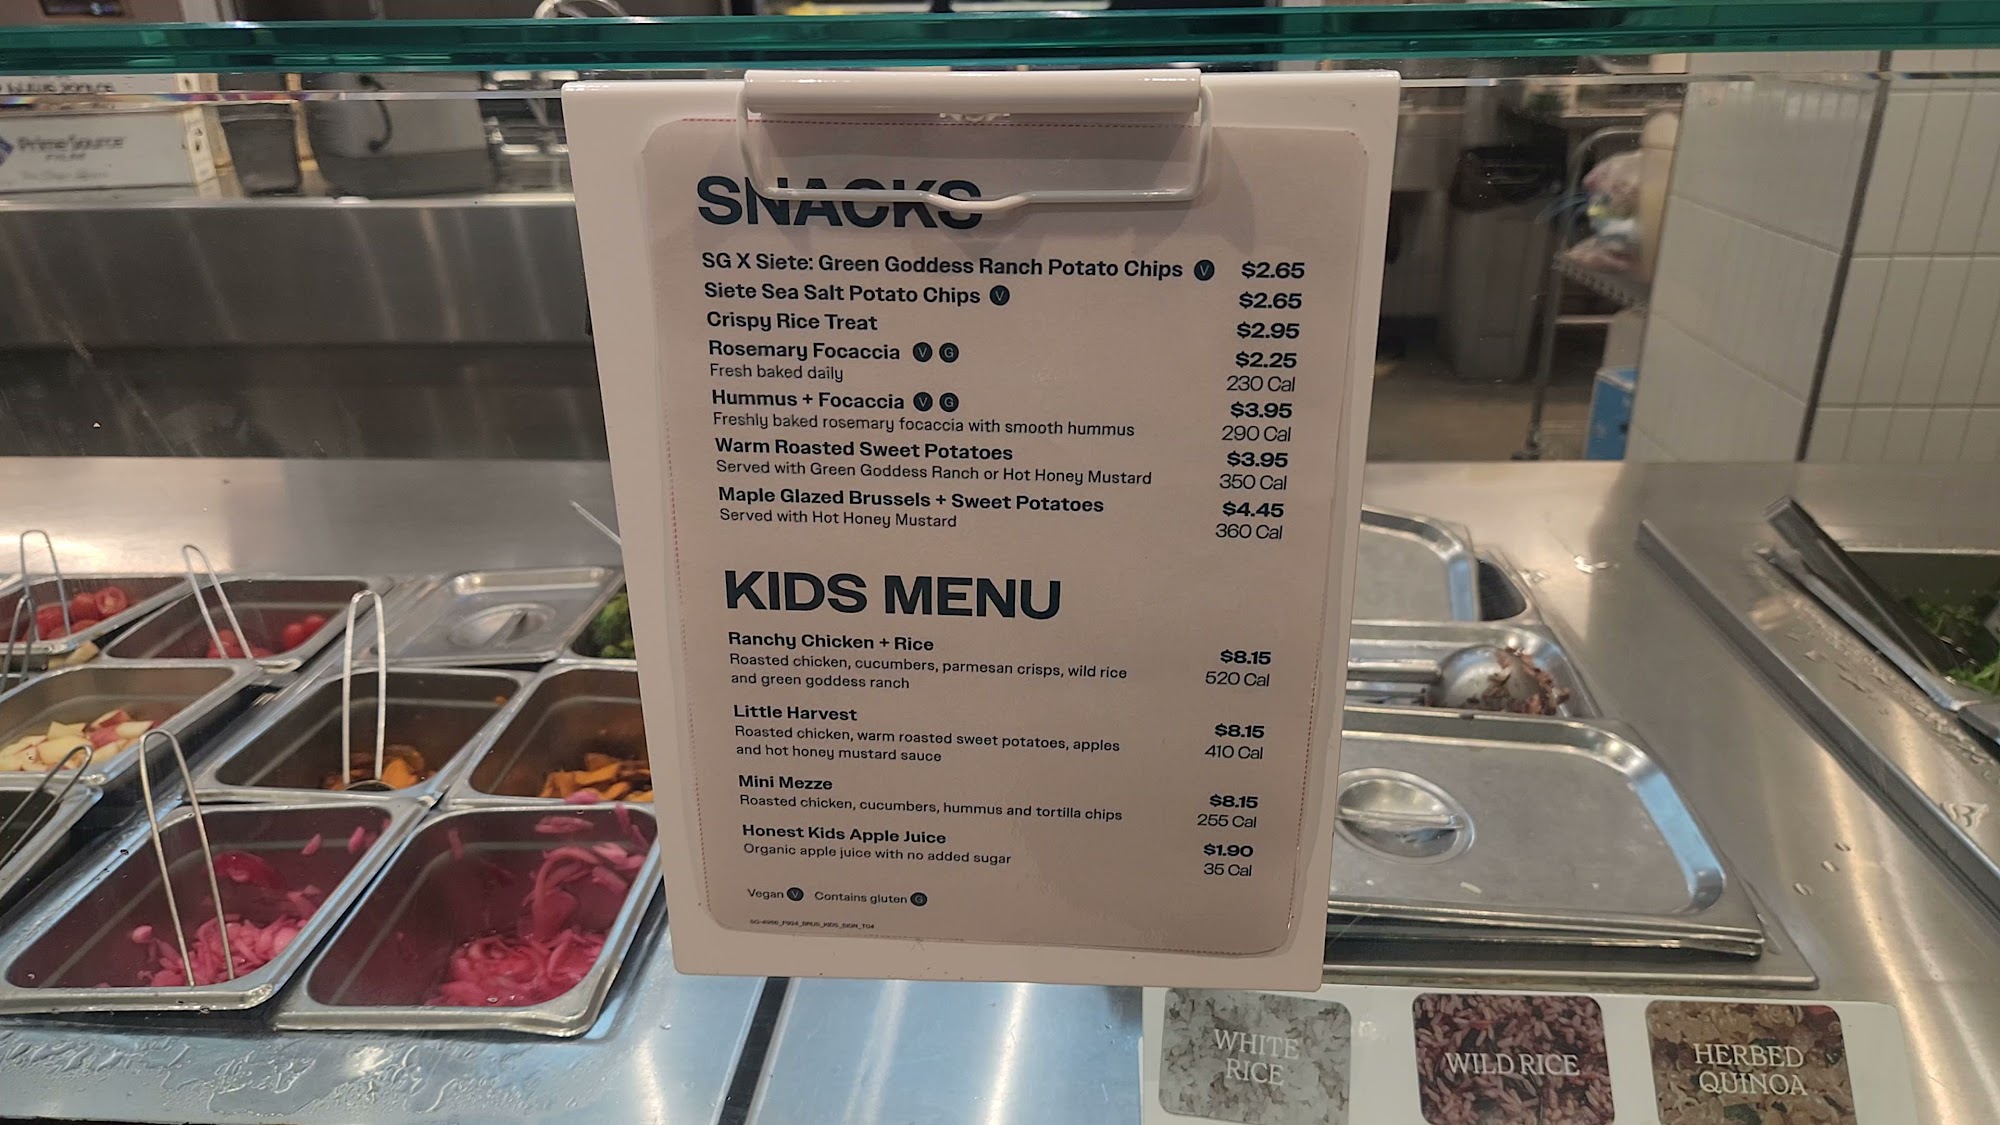 PrimeSource
SNACKS
SG X Siete: Green Goddess Ranch Potato Chips V $2.65
Siete Sea Salt Potato Chips V $2.65
Crispy Rice Treat $2.95
Rosemary Focaccia V G $2.25
Fresh baked daily 230 Cal
Hummus + Focaccia V G $3.95
Freshly baked rosemary focaccia with smooth hummus 290 Cal
Warm Roasted Sweet Potatoes $3.95
Served with Green Goddess Ranch or Hot Honey Mustard 350 Cal
Maple Glazed Brussels + Sweet Potatoes $4.45
Served with Hot Honey Mustard 360 Cal
KIDS MENU
Ranchy Chicken + Rice $8.15
Roasted chicken, cucumbers, parmesan crisps, wild rice 520 Cal
and green goddess ranch
Little Harvest $8.15
Roasted chicken, warm roasted sweet potatoes, apples 410 Cal
and hot honey mustard sauce
Mini Mezze $8.15
Roasted chicken, cucumbers, hummus and tortilla chips 255 Cal
Honest Kids Apple Juice $1.90
Organic apple juice with no added sugar 35 Cal
Vegan V Contains gluten G
WHITE
RICE
WILD RICE
HERBED
QUINOA